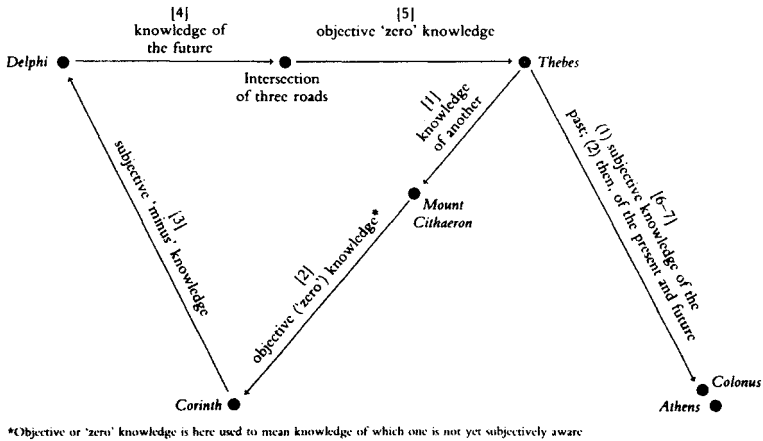 [4]
knowledge of
the future
[5]
objective 'zero' knowledge
Delphi
Intersection
of three roads
Thebes
[1]
knowledge
of another
Mount
Cithaeron
[2]
objective ('zero') knowledge*
[3]
subjective 'minus' knowledge
[6–7]
(1) subjective knowledge of the
past; (2) then, of the present and future
Corinth
Colonus
Athens
*Objective or 'zero' knowledge is here used to mean knowledge of which one is not yet subjectively aware